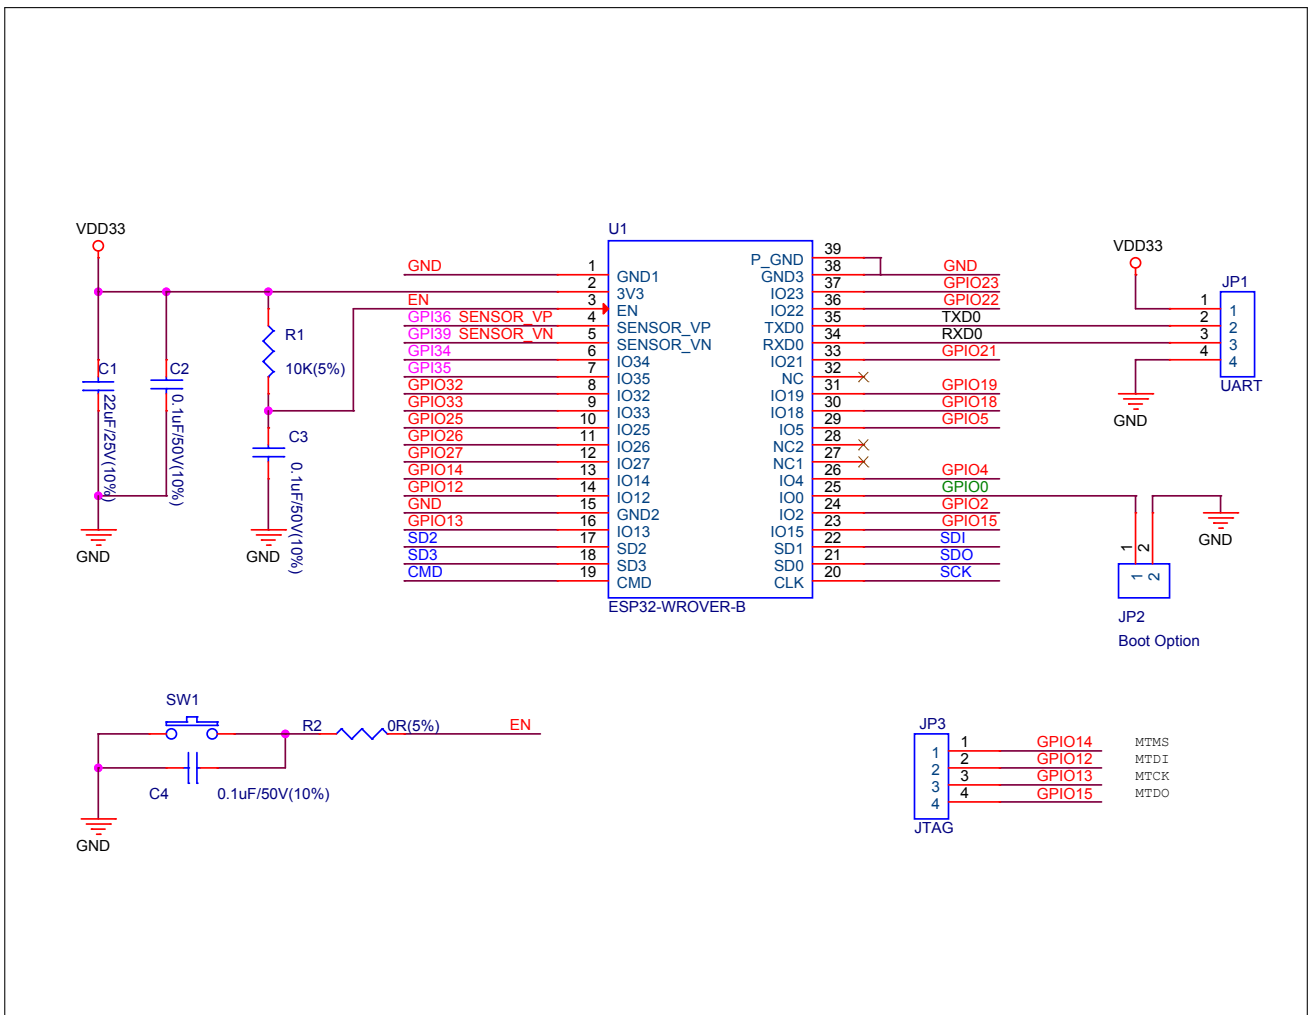 VDD33
C1
22uF/25V(10%)
C2
0.1uF/50V(10%)
GND
R1
10K(5%)
C3
0.1uF/50V(10%)
GND
U1
GND 1 GND1
2 3V3
EN 3 EN
GPI36 SENSOR_VP 4 SENSOR_VP
GPI39 SENSOR_VN 5 SENSOR_VN
GPI34 6 IO34
GPI35 7 IO35
GPIO32 8 IO32
GPIO33 9 IO33
GPIO25 10 IO25
GPIO26 11 IO26
GPIO27 12 IO27
GPIO14 13 IO14
GPIO12 14 IO12
GND 15 GND2
GPIO13 16 IO13
SD2 17 SD2
SD3 18 SD3
CMD 19 CMD
P_GND 39
GND3 38 GND
IO23 37 GPIO23
IO22 36 GPIO22
TXD0 35 TXD0
RXD0 34 RXD0
IO21 33 GPIO21
NC 32
IO19 31 GPIO19
IO18 30 GPIO18
IO5 29 GPIO5
NC2 28
NC1 27
IO4 26 GPIO4
IO0 25 GPIO0
IO2 24 GPIO2
IO15 23 GPIO15
SD1 22 SDI
SD0 21 SDO
CLK 20 SCK
ESP32-WROVER-B
VDD33
JP1
1 1
2 2
3 3
4 4
UART
GND
GND
1 2
1 2
JP2
Boot Option
SW1
R2 0R(5%) EN
C4 0.1uF/50V(10%)
GND
JP3
1 1 GPIO14 MTMS
2 2 GPIO12 MTDI
3 3 GPIO13 MTCK
4 4 GPIO15 MTDO
JTAG